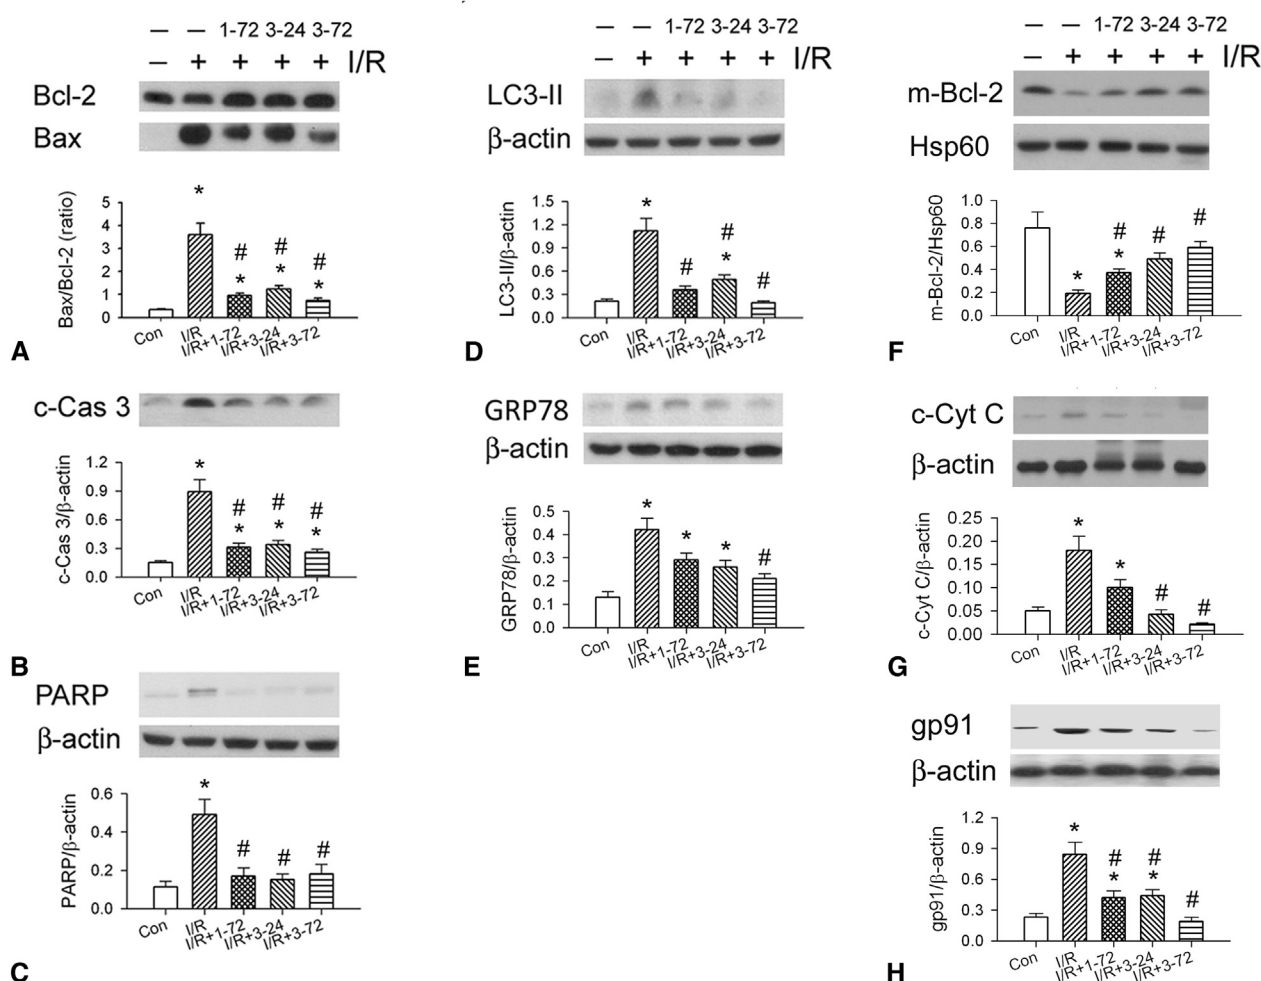 — — 1-72 3-24 3-72
— + + + + I/R
Bcl-2
Bax
Bax/Bcl-2 (ratio)
5
4
3
2
1
0
*
#
*
#
*
#
*
Con I/R I/R+1-72 I/R+3-24 I/R+3-72
A
c-Cas 3
c-Cas 3/β-actin
1.2
0.9
0.6
0.3
0.0
*
#
*
#
*
#
*
Con I/R I/R+1-72 I/R+3-24 I/R+3-72
B
PARP
β-actin
PARP/β-actin
0.6
0.4
0.2
0.0
*
#
#
#
Con I/R I/R+1-72 I/R+3-24 I/R+3-72
C
— — 1-72 3-24 3-72
— + + + + I/R
LC3-II
β-actin
LC3-II/β-actin
1.5
1.2
0.9
0.6
0.3
0.0
*
#
#
*
#
Con I/R I/R+1-72 I/R+3-24 I/R+3-72
D
GRP78
β-actin
GRP78/β-actin
0.5
0.4
0.3
0.2
0.1
0.0
*
*
*
#
Con I/R I/R+1-72 I/R+3-24 I/R+3-72
E
— — 1-72 3-24 3-72
— + + + + I/R
m-Bcl-2
Hsp60
m-Bcl-2/Hsp60
1.0
0.8
0.6
0.4
0.2
0.0
*
#
*
#
#
Con I/R I/R+1-72 I/R+3-24 I/R+3-72
F
c-Cyt C
β-actin
c-Cyt C/β-actin
0.25
0.20
0.15
0.10
0.05
0.00
*
*
#
#
Con I/R I/R+1-72 I/R+3-24 I/R+3-72
G
gp91
β-actin
gp91/β-actin
1.2
0.9
0.6
0.3
0.0
*
#
*
#
*
#
Con I/R I/R+1-72 I/R+3-24 I/R+3-72
H